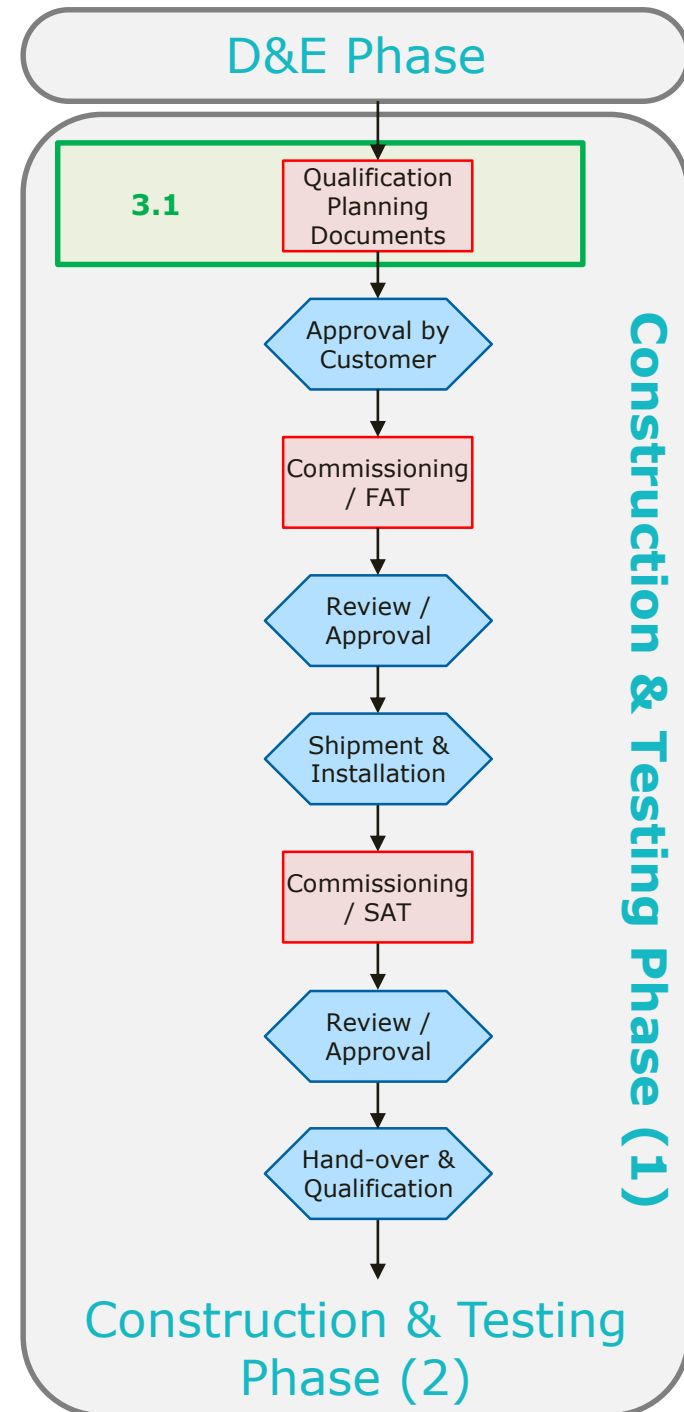 D&E Phase
3.1
Qualification
Planning
Documents
Approval by
Customer
Commissioning
/ FAT
Review /
Approval
Shipment &
Installation
Commissioning
/ SAT
Review /
Approval
Hand-over &
Qualification
Construction & Testing Phase (1)
Construction & Testing
Phase (2)